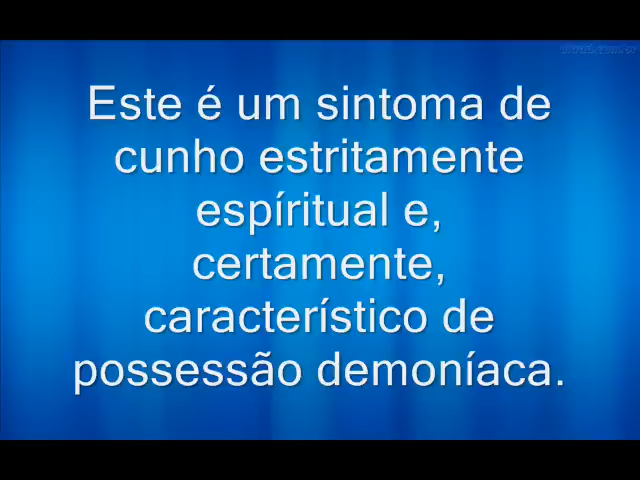 Este é um sintoma de
cunho estritamente
espíritual e,
certamente,
característico de
possessão demoníaca.